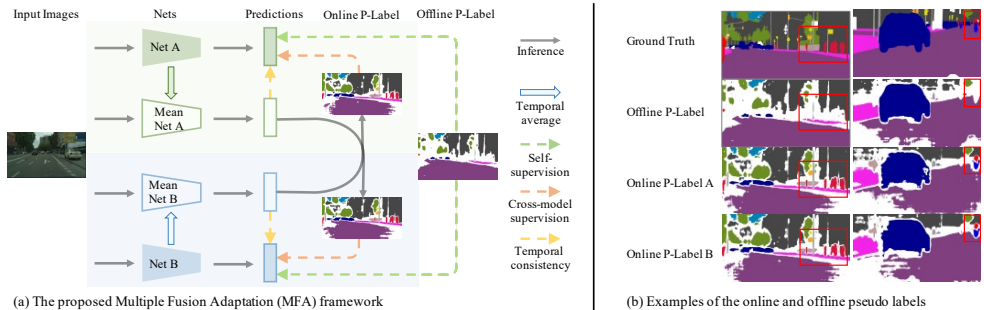 Input Images
Nets
Predictions
Online P-Label
Offline P-Label
Net A
Mean
Net A
Mean
Net B
Net B
Inference
Temporal
average
Self-
supervision
Cross-model
supervision
Temporal
consistency
(a) The proposed Multiple Fusion Adaptation (MFA) framework
Ground Truth
Offline P-Label
Online P-Label A
Online P-Label B
(b) Examples of the online and offline pseudo labels